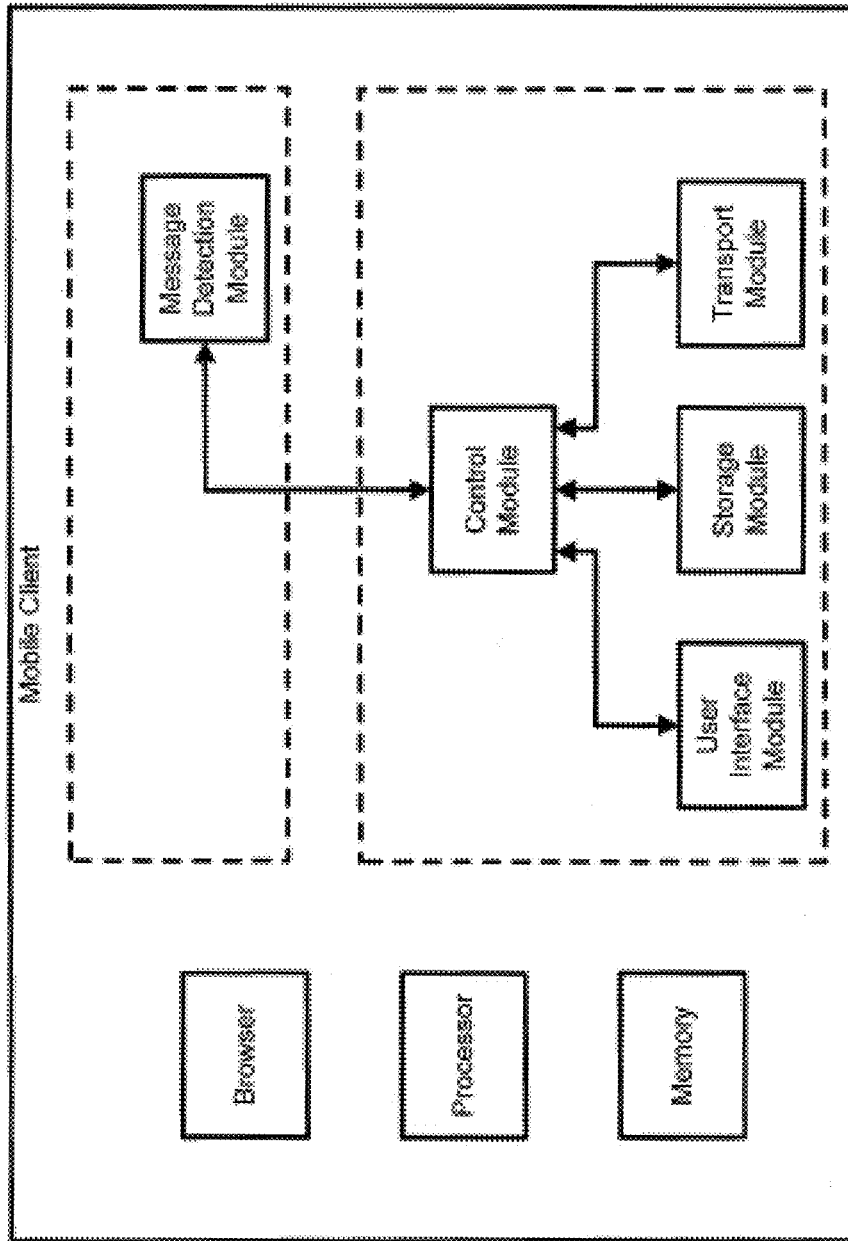 Mobile Client
Browser
Processor
Memory
Message
Detection
Module
Control
Module
User
Interface
Module
Storage
Module
Transport
Module